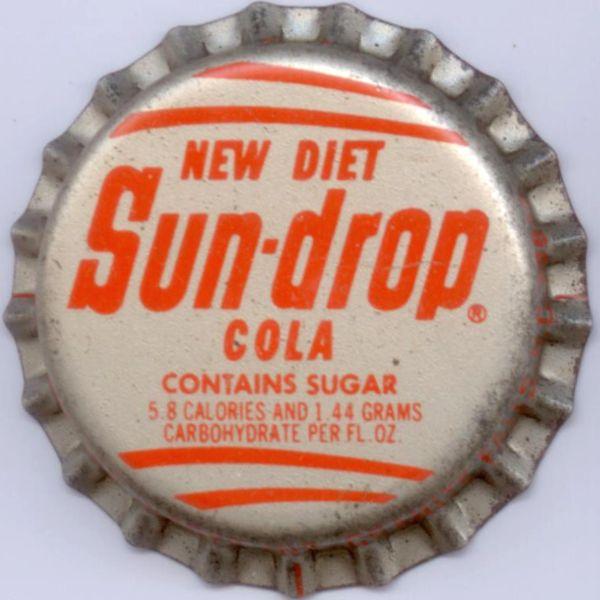 NEW DIET
Sun-drop®
COLA
CONTAINS SUGAR
5.8 CALORIES AND 1.44 GRAMS
CARBOHYDRATE PER FL. OZ.